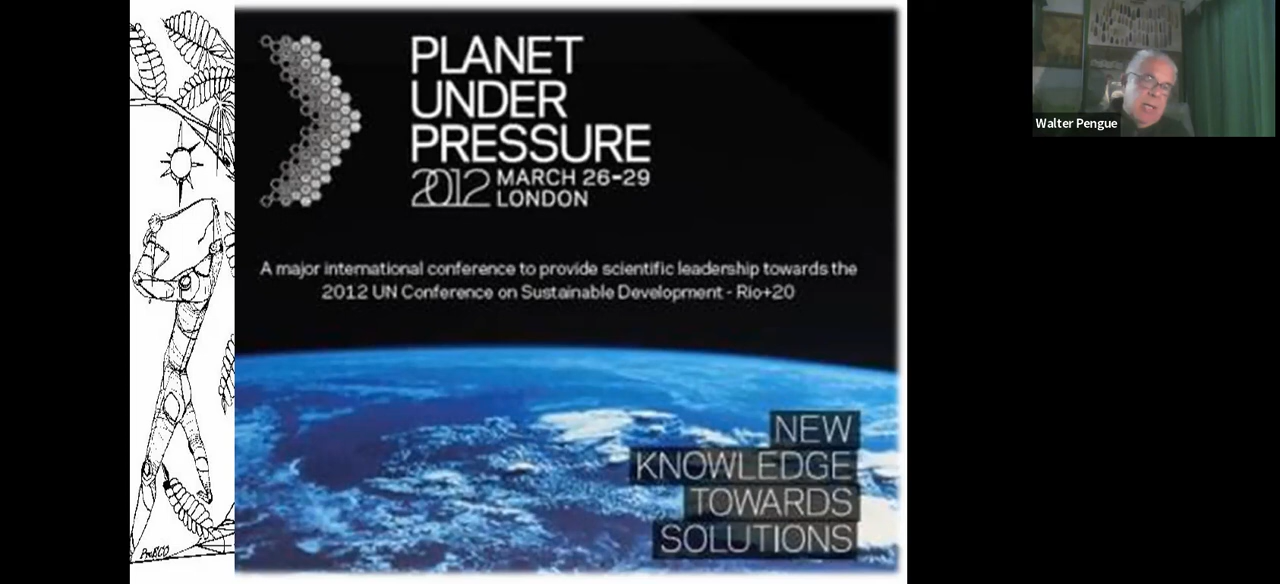 PLANET
UNDER
PRESSURE
2012 MARCH 26-29
LONDON
A major international conference to provide scientific leadership towards the
2012 UN Conference on Sustainable Development - Rio+20
NEW
KNOWLEDGE
TOWARDS
SOLUTIONS
ProECO
Walter Pengue